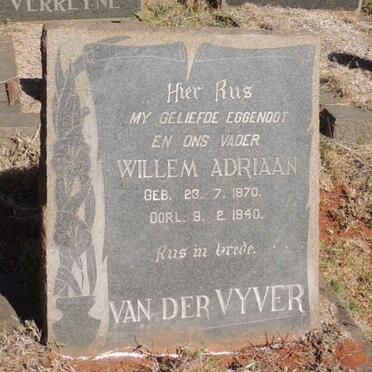 VERREYNE
Hier Rus
MY GELIEFDE EGGENOOT
EN ONS VADER
WILLEM ADRIAAN
GEB. 23. 7. 1870.
OORL. 9. 2. 1940.
Rus in Vrede.
VAN DER VYVER